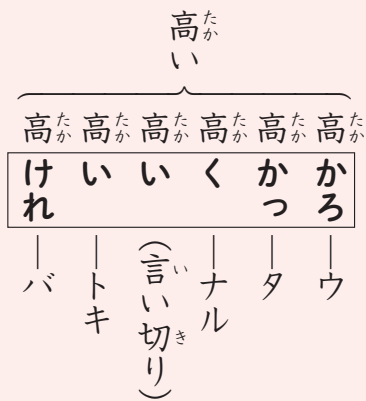 高い
高かろ―ウ
高かっ―タ
高く―ナル
高い(言い切り)
高い―トキ
高けれ―バ